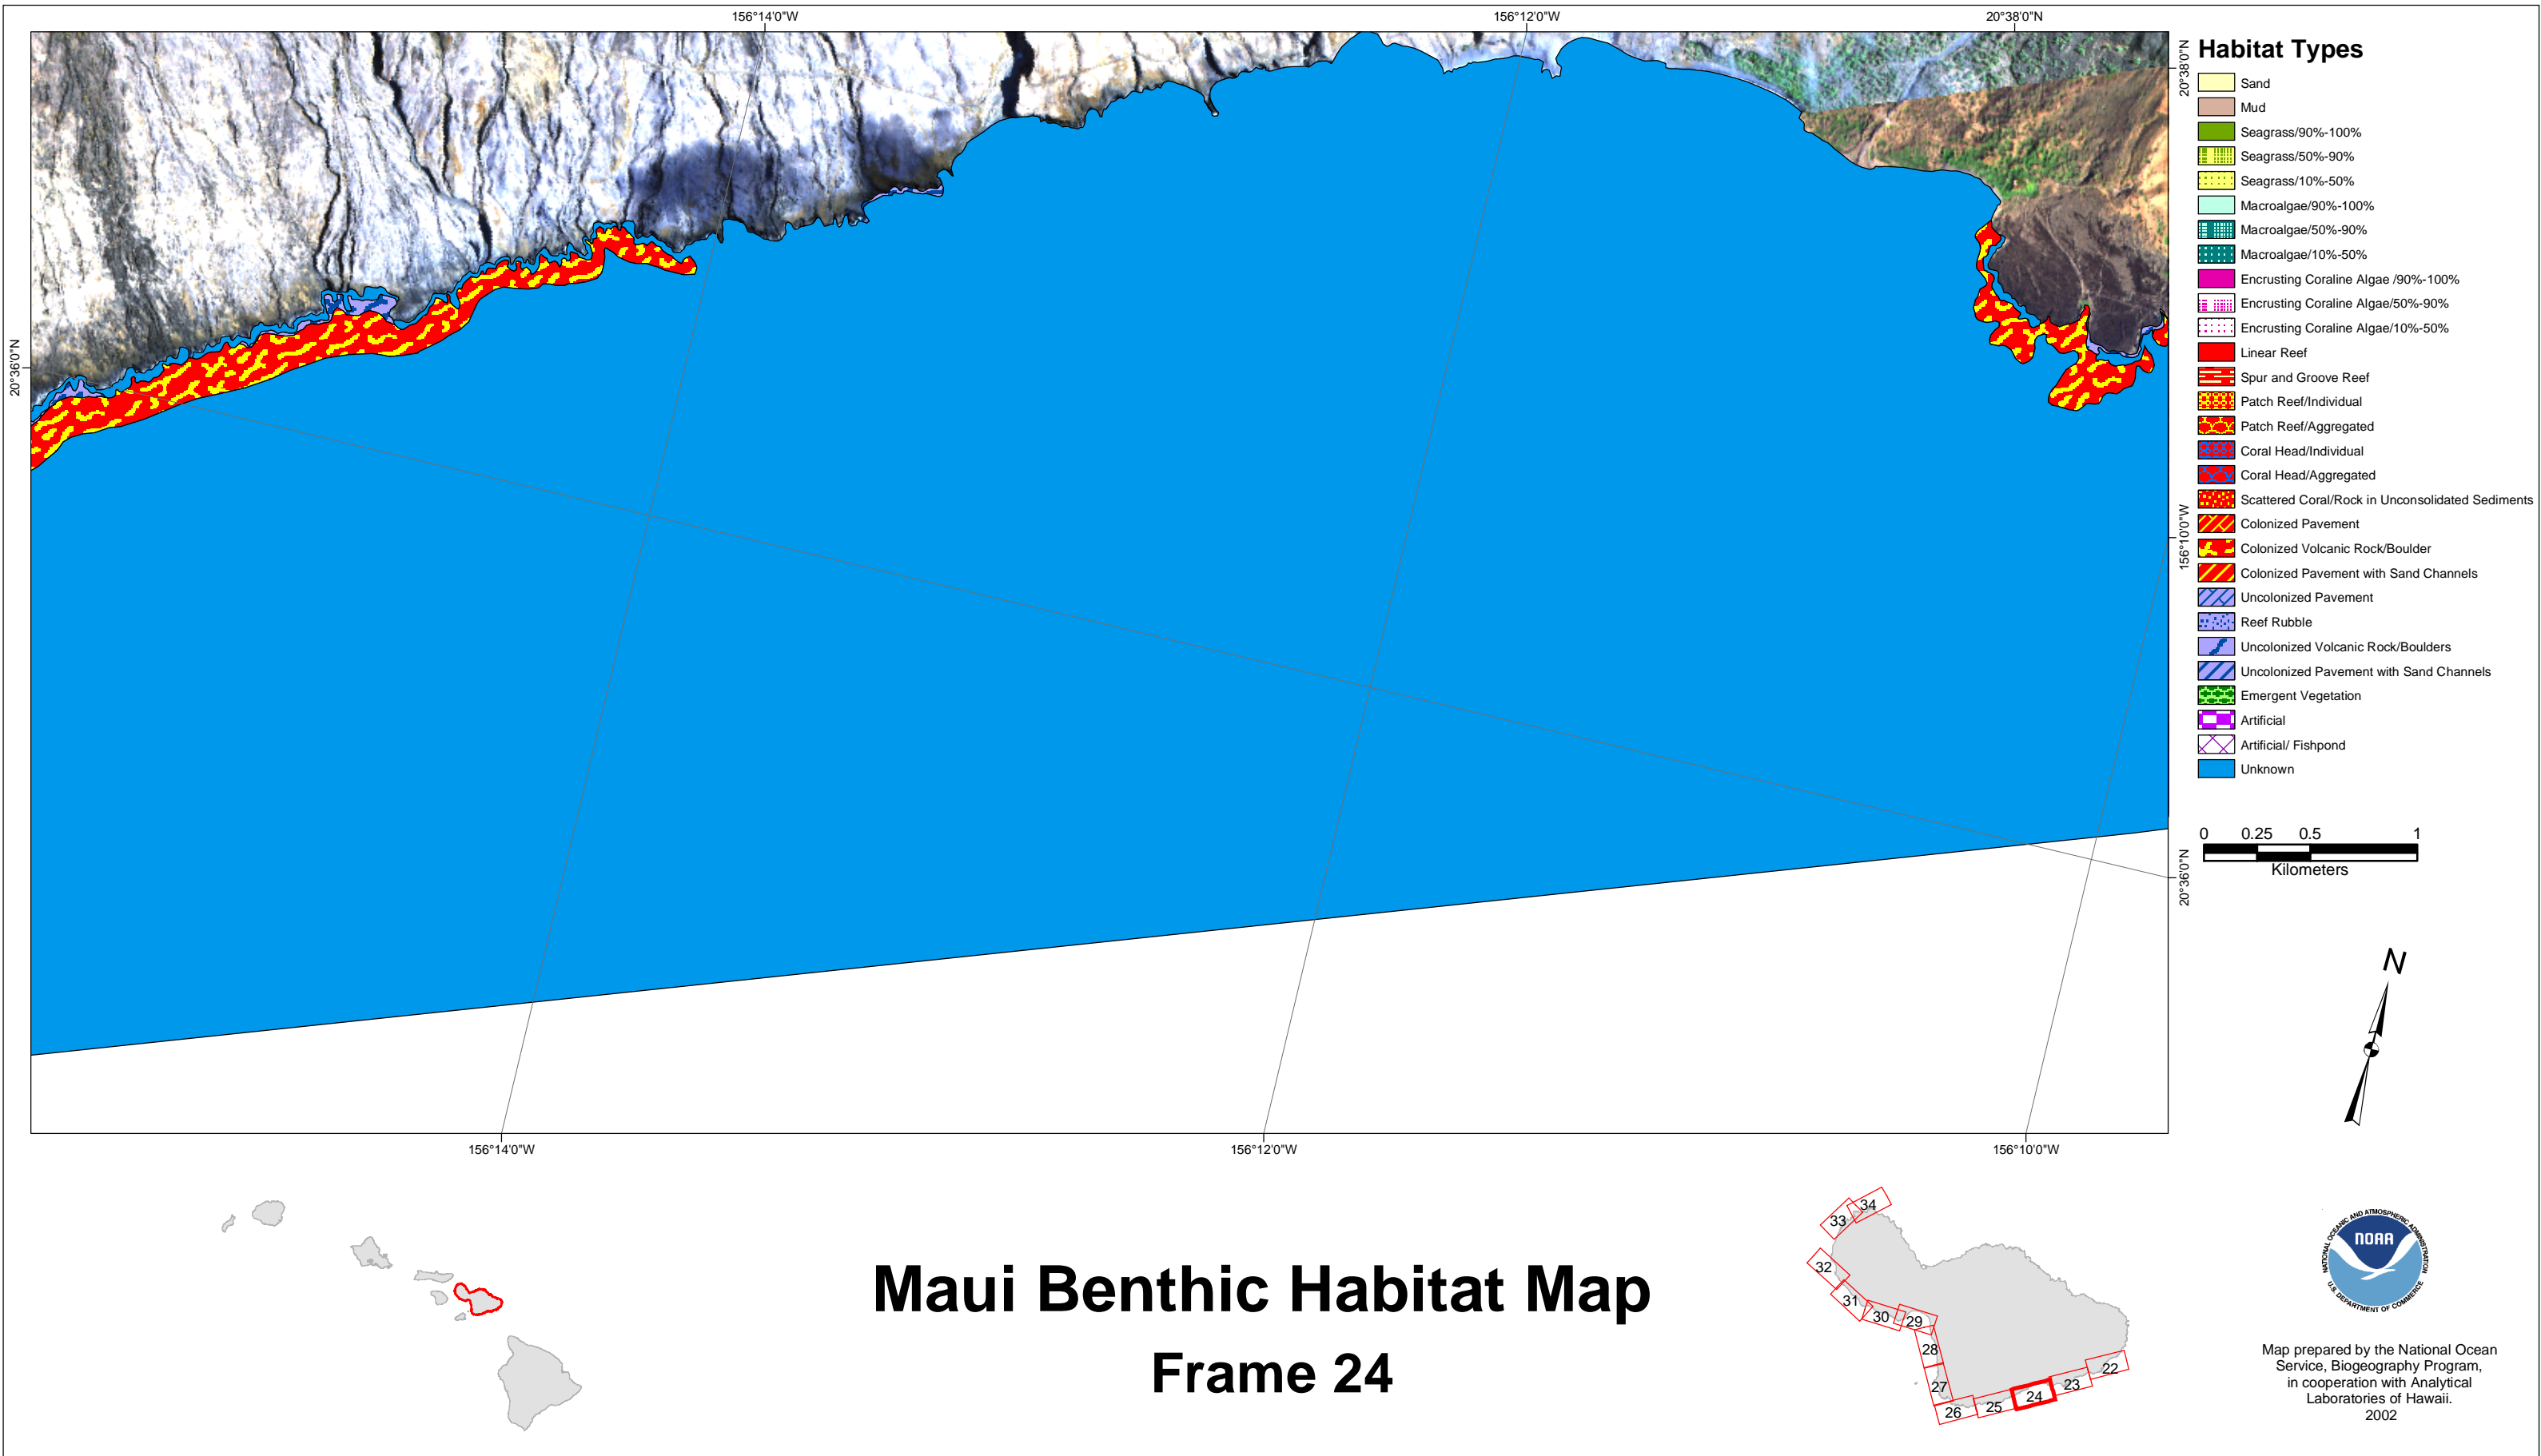 156°14'0"W
156°12'0"W
20°38'0"N
20°38'0"N
20°36'0"N
156°10'0"W
20°36'0"N
156°14'0"W
156°12'0"W
156°10'0"W
Habitat Types
Sand
Mud
Seagrass/90%-100%
Seagrass/50%-90%
Seagrass/10%-50%
Macroalgae/90%-100%
Macroalgae/50%-90%
Macroalgae/10%-50%
Encrusting Coraline Algae /90%-100%
Encrusting Coraline Algae/50%-90%
Encrusting Coraline Algae/10%-50%
Linear Reef
Spur and Groove Reef
Patch Reef/Individual
Patch Reef/Aggregated
Coral Head/Individual
Coral Head/Aggregated
Scattered Coral/Rock in Unconsolidated Sediments
Colonized Pavement
Colonized Volcanic Rock/Boulder
Colonized Pavement with Sand Channels
Uncolonized Pavement
Reef Rubble
Uncolonized Volcanic Rock/Boulders
Uncolonized Pavement with Sand Channels
Emergent Vegetation
Artificial
Artificial/ Fishpond
Unknown
0 0.25 0.5 1
Kilometers
N
Maui Benthic Habitat Map
Frame 24
34
33
32
31
30
29
28
27
26
25
24
23
22
NATIONAL OCEANIC AND ATMOSPHERIC ADMINISTRATION
NOAA
U.S. DEPARTMENT OF COMMERCE
Map prepared by the National Ocean
Service, Biogeography Program,
in cooperation with Analytical
Laboratories of Hawaii.
2002